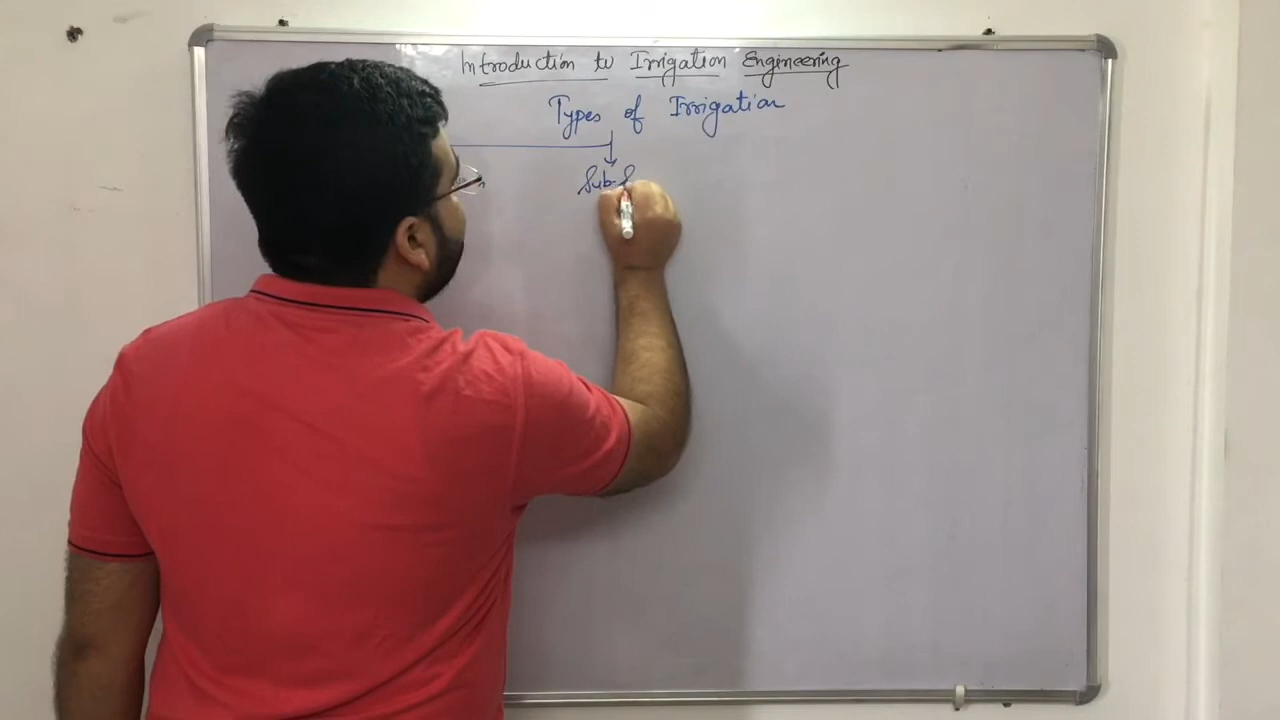 Introduction to Irrigation Engineering
Types of Irrigation
Sub-S